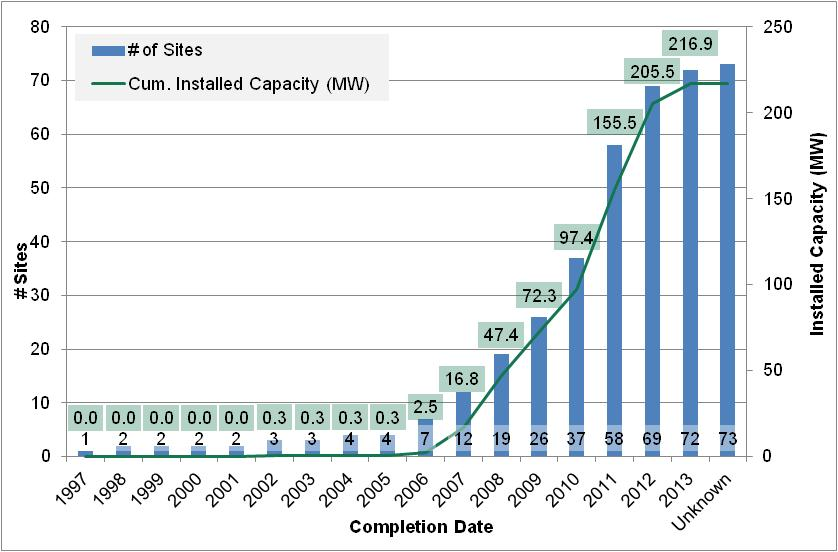 80
70
60
50
40
30
20
10
0
# Sites
# of Sites
Cum. Installed Capacity (MW)
0.0 0.0 0.0 0.0 0.0 0.3 0.3 0.3 0.3 2.5 16.8 47.4 72.3 97.4 155.5 205.5 216.9
1 2 2 2 2 3 3 4 4 7 12 19 26 37 58 69 72 73
250
200
150
100
50
0
Installed Capacity (MW)
1997 1998 1999 2000 2001 2002 2003 2004 2005 2006 2007 2008 2009 2010 2011 2012 2013 Unknown
Completion Date